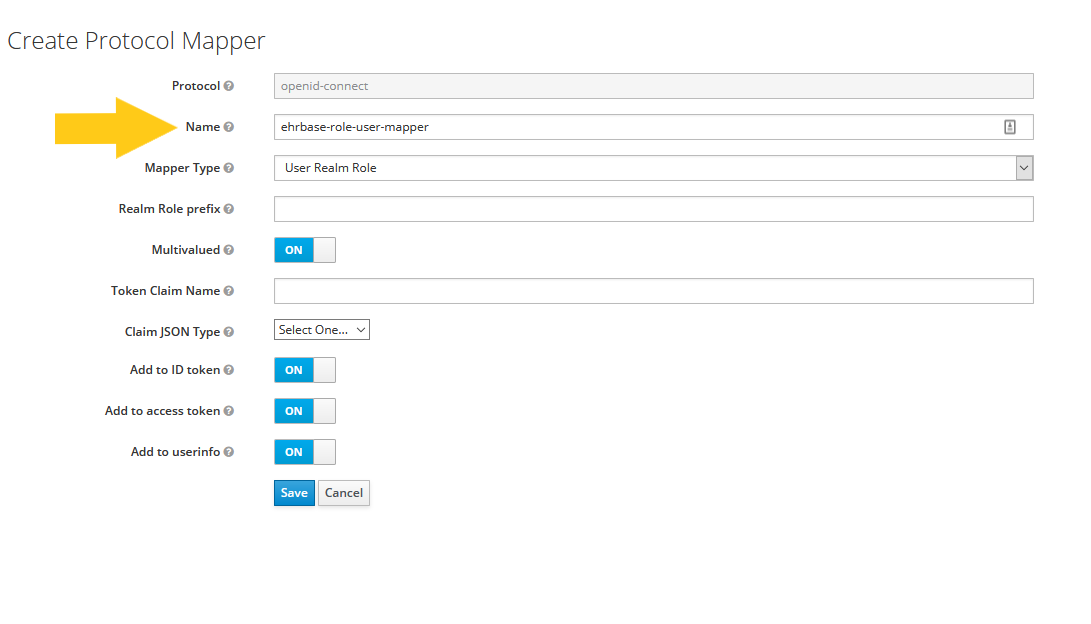 Create Protocol Mapper
Protocol openid-connect
Name ehrbase-role-user-mapper
Mapper Type User Realm Role
Realm Role prefix
Multivalued ON
Token Claim Name
Claim JSON Type Select One...
Add to ID token ON
Add to access token ON
Add to userinfo ON
Save Cancel